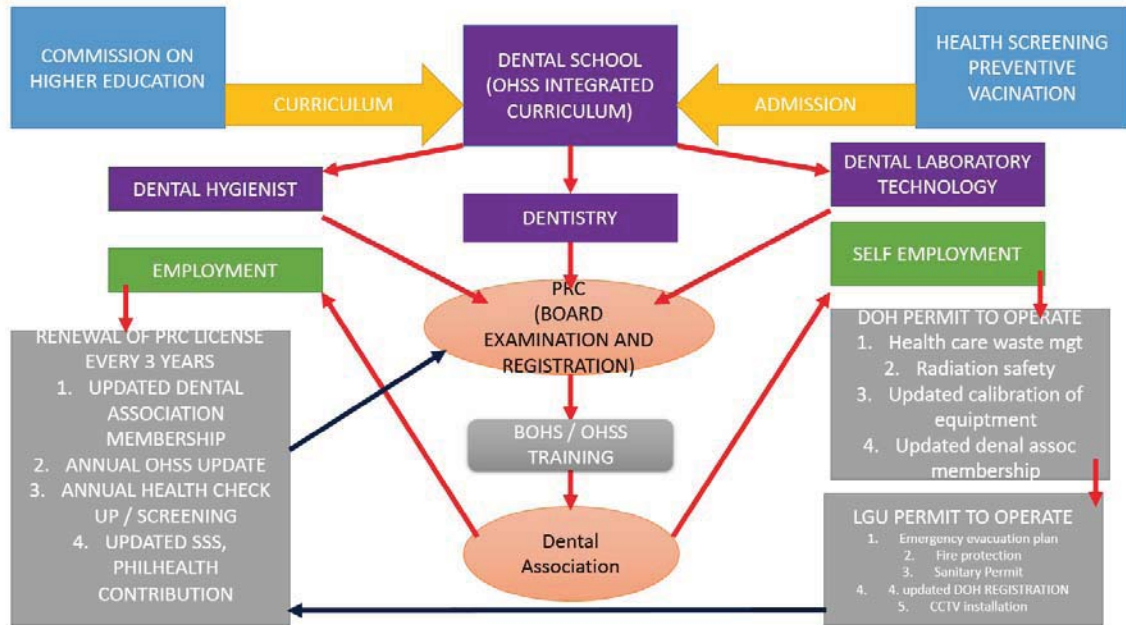 COMMISSION ON
HIGHER EDUCATION
CURRICULUM
DENTAL SCHOOL
(OHSS INTEGRATED
CURRICULUM)
ADMISSION
HEALTH SCREENING
PREVENTIVE
VACINATION
DENTAL HYGIENIST
DENTISTRY
DENTAL LABORATORY
TECHNOLOGY
EMPLOYMENT
SELF EMPLOYMENT
PRC
(BOARD
EXAMINATION AND
REGISTRATION)
RENEWAL OF PRC LICENSE
EVERY 3 YEARS
1. UPDATED DENTAL
ASSOCIATION
MEMBERSHIP
2. ANNUAL OHSS UPDATE
3. ANNUAL HEALTH CHECK
UP / SCREENING
4. UPDATED SSS,
PHILHEALTH
CONTRIBUTION
BOHS / OHSS
TRAINING
Dental
Association
DOH PERMIT TO OPERATE
1. Health care waste mgt
2. Radiation safety
3. Updated calibration of
equiptment
4. Updated denal assoc
membership
LGU PERMIT TO OPERATE
1. Emergency evacuation plan
2. Fire protection
3. Sanitary Permit
4. 4. updated DOH REGISTRATION
5. CCTV installation